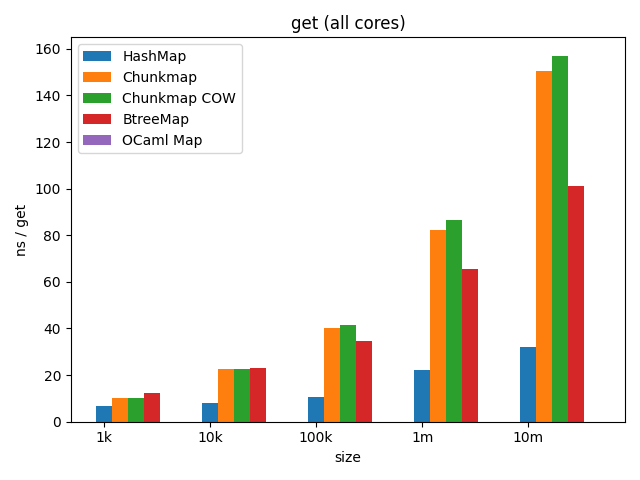 get (all cores)
HashMap
Chunkmap
Chunkmap COW
BtreeMap
OCaml Map
160
140
120
100
80
60
40
20
0
ns / get
1k 10k 100k 1m 10m
size